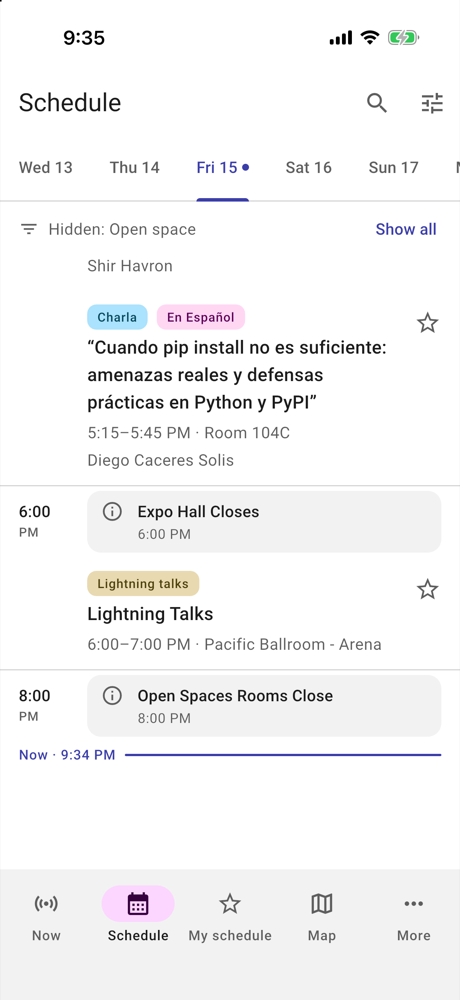 9:35
Schedule
Wed 13 Thu 14 Fri 15 Sat 16 Sun 17
Hidden: Open space Show all
Shir Havron
Charla En Español
“Cuando pip install no es suficiente:
amenazas reales y defensas
prácticas en Python y PyPI”
5:15–5:45 PM · Room 104C
Diego Caceres Solis
6:00 PM
Expo Hall Closes
6:00 PM
Lightning talks
Lightning Talks
6:00–7:00 PM · Pacific Ballroom - Arena
8:00 PM
Open Spaces Rooms Close
8:00 PM
Now · 9:34 PM
Now Schedule My schedule Map More